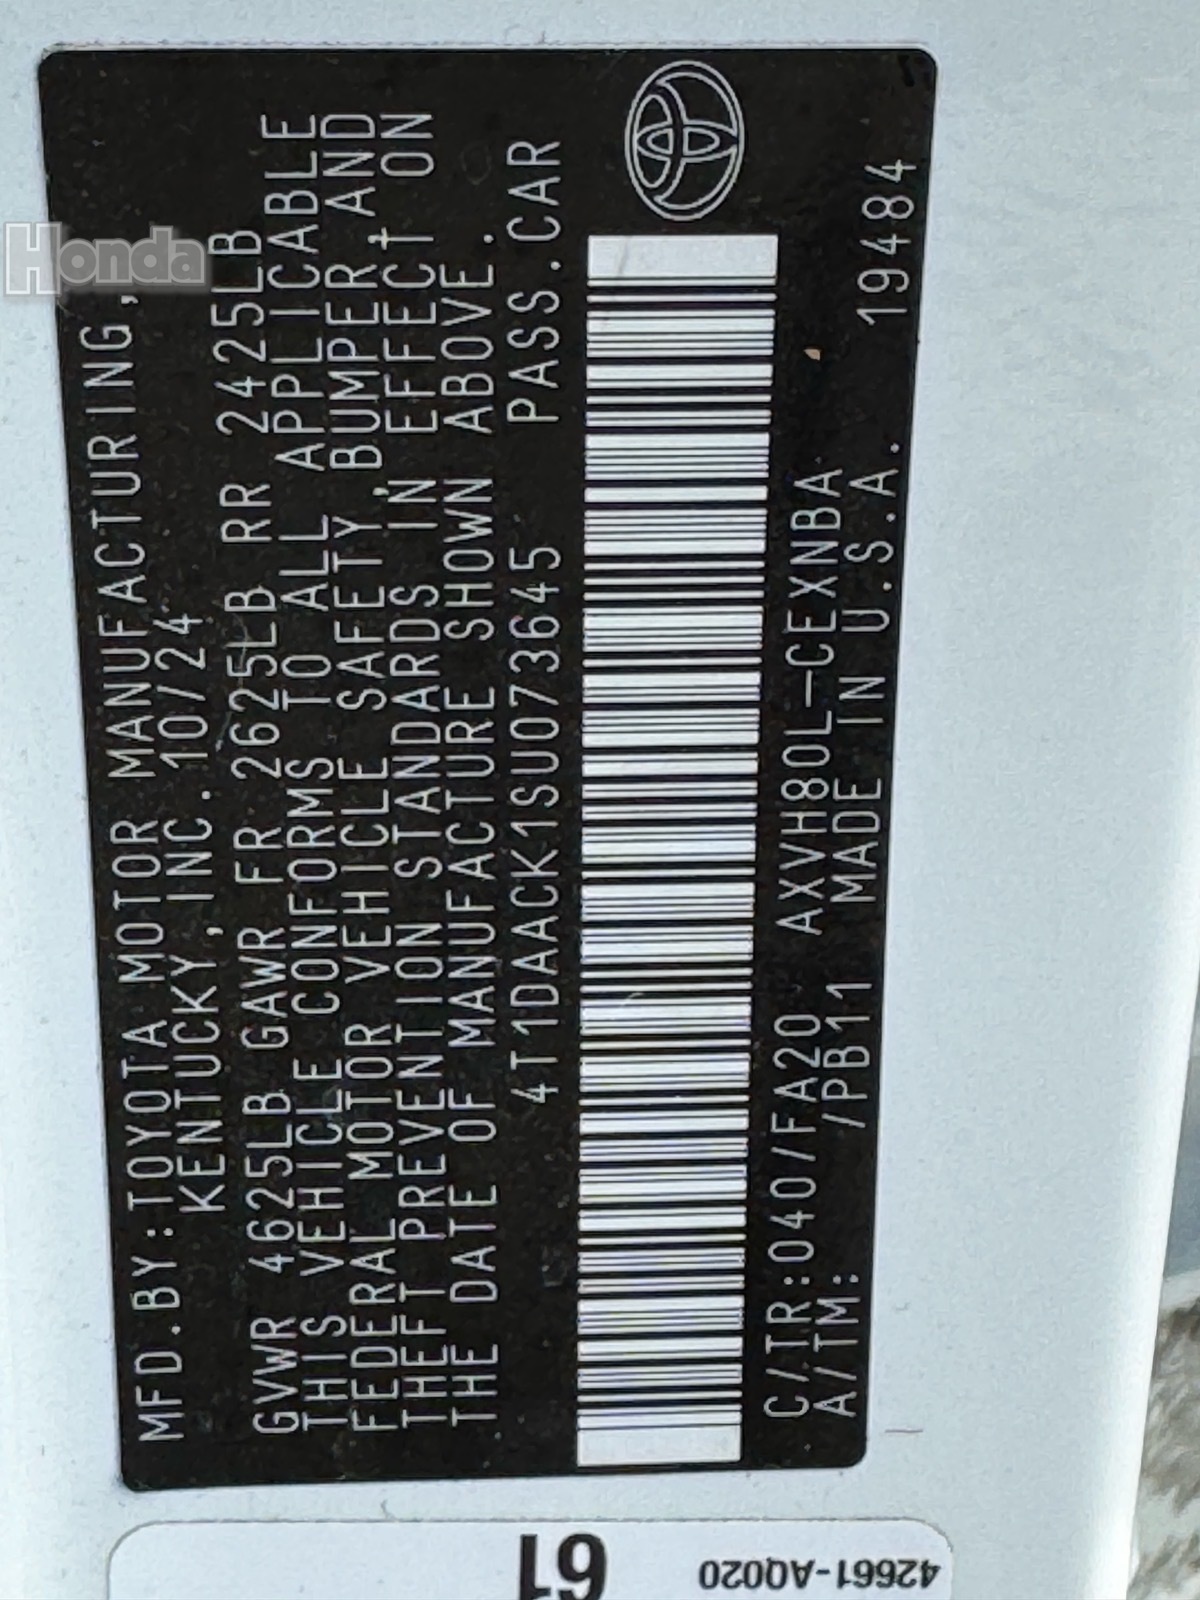 Honda
MFD.BY:TOYOTA MOTOR MANUFACTURING,
KENTUCKY,INC. 10/24
GVWR 4625LB GAWR FR 2625LB RR 2425LB
THIS VEHICLE CONFORMS TO ALL APPLICABLE
FEDERAL MOTOR VEHICLE SAFETY,BUMPER,AND
THEFT PREVENTION STANDARDS IN EFFECT ON
THE DATE OF MANUFACTURE SHOWN ABOVE.
4T1DAACK1SU073645 PASS.CAR
C/TR:040/FA20 AXVH80L-CEXNBA
A/TM: /PB11 MADE IN U.S.A. 19484
61
42661-AQ020